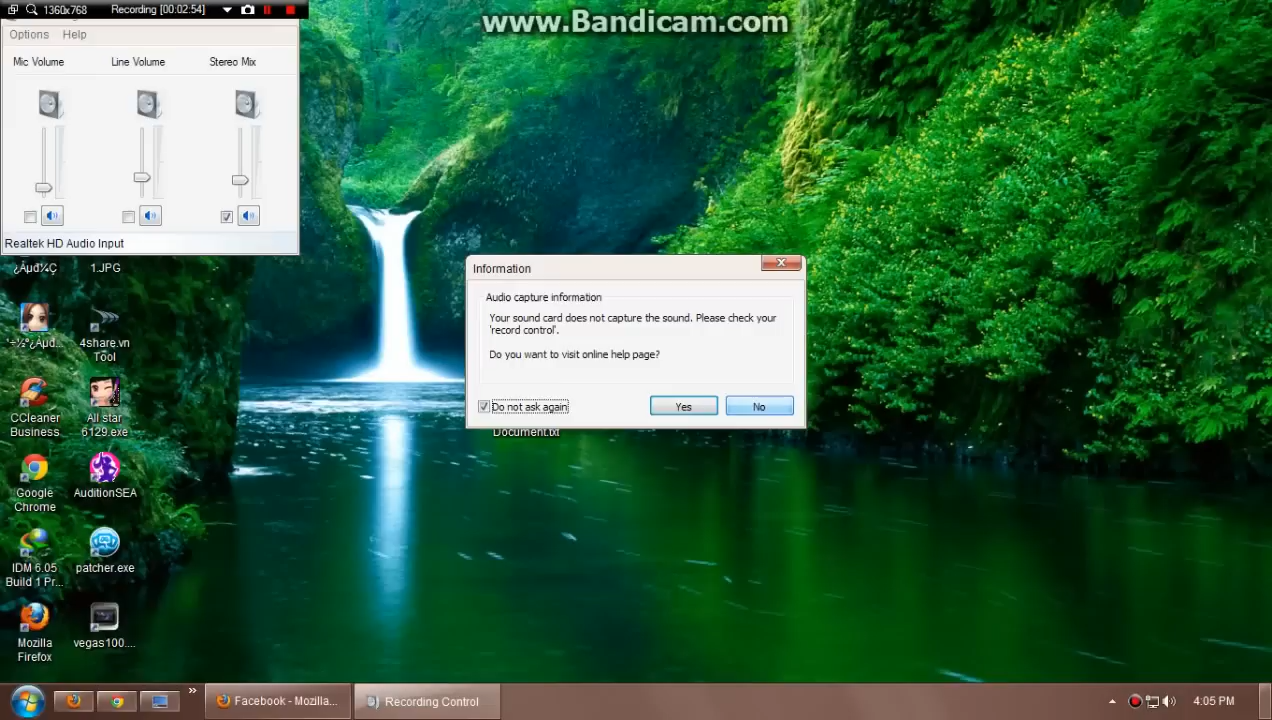 1360x768 Recording [00:02:54]
www.Bandicam.com
Options Help
Mic Volume Line Volume Stereo Mix
Realtek HD Audio Input
1.JPG
4share.vn
Tool
CCleaner
Business
All star
6129.exe
Google
Chrome
AuditionSEA
IDM 6.05
Build 1 Pr...
patcher.exe
Mozilla
Firefox
vegas100....
Information
Audio capture information
Your sound card does not capture the sound. Please check your
'record control'.
Do you want to visit online help page?
Do not ask again Yes No
Document.txt
Facebook - Mozilla... Recording Control 4:05 PM